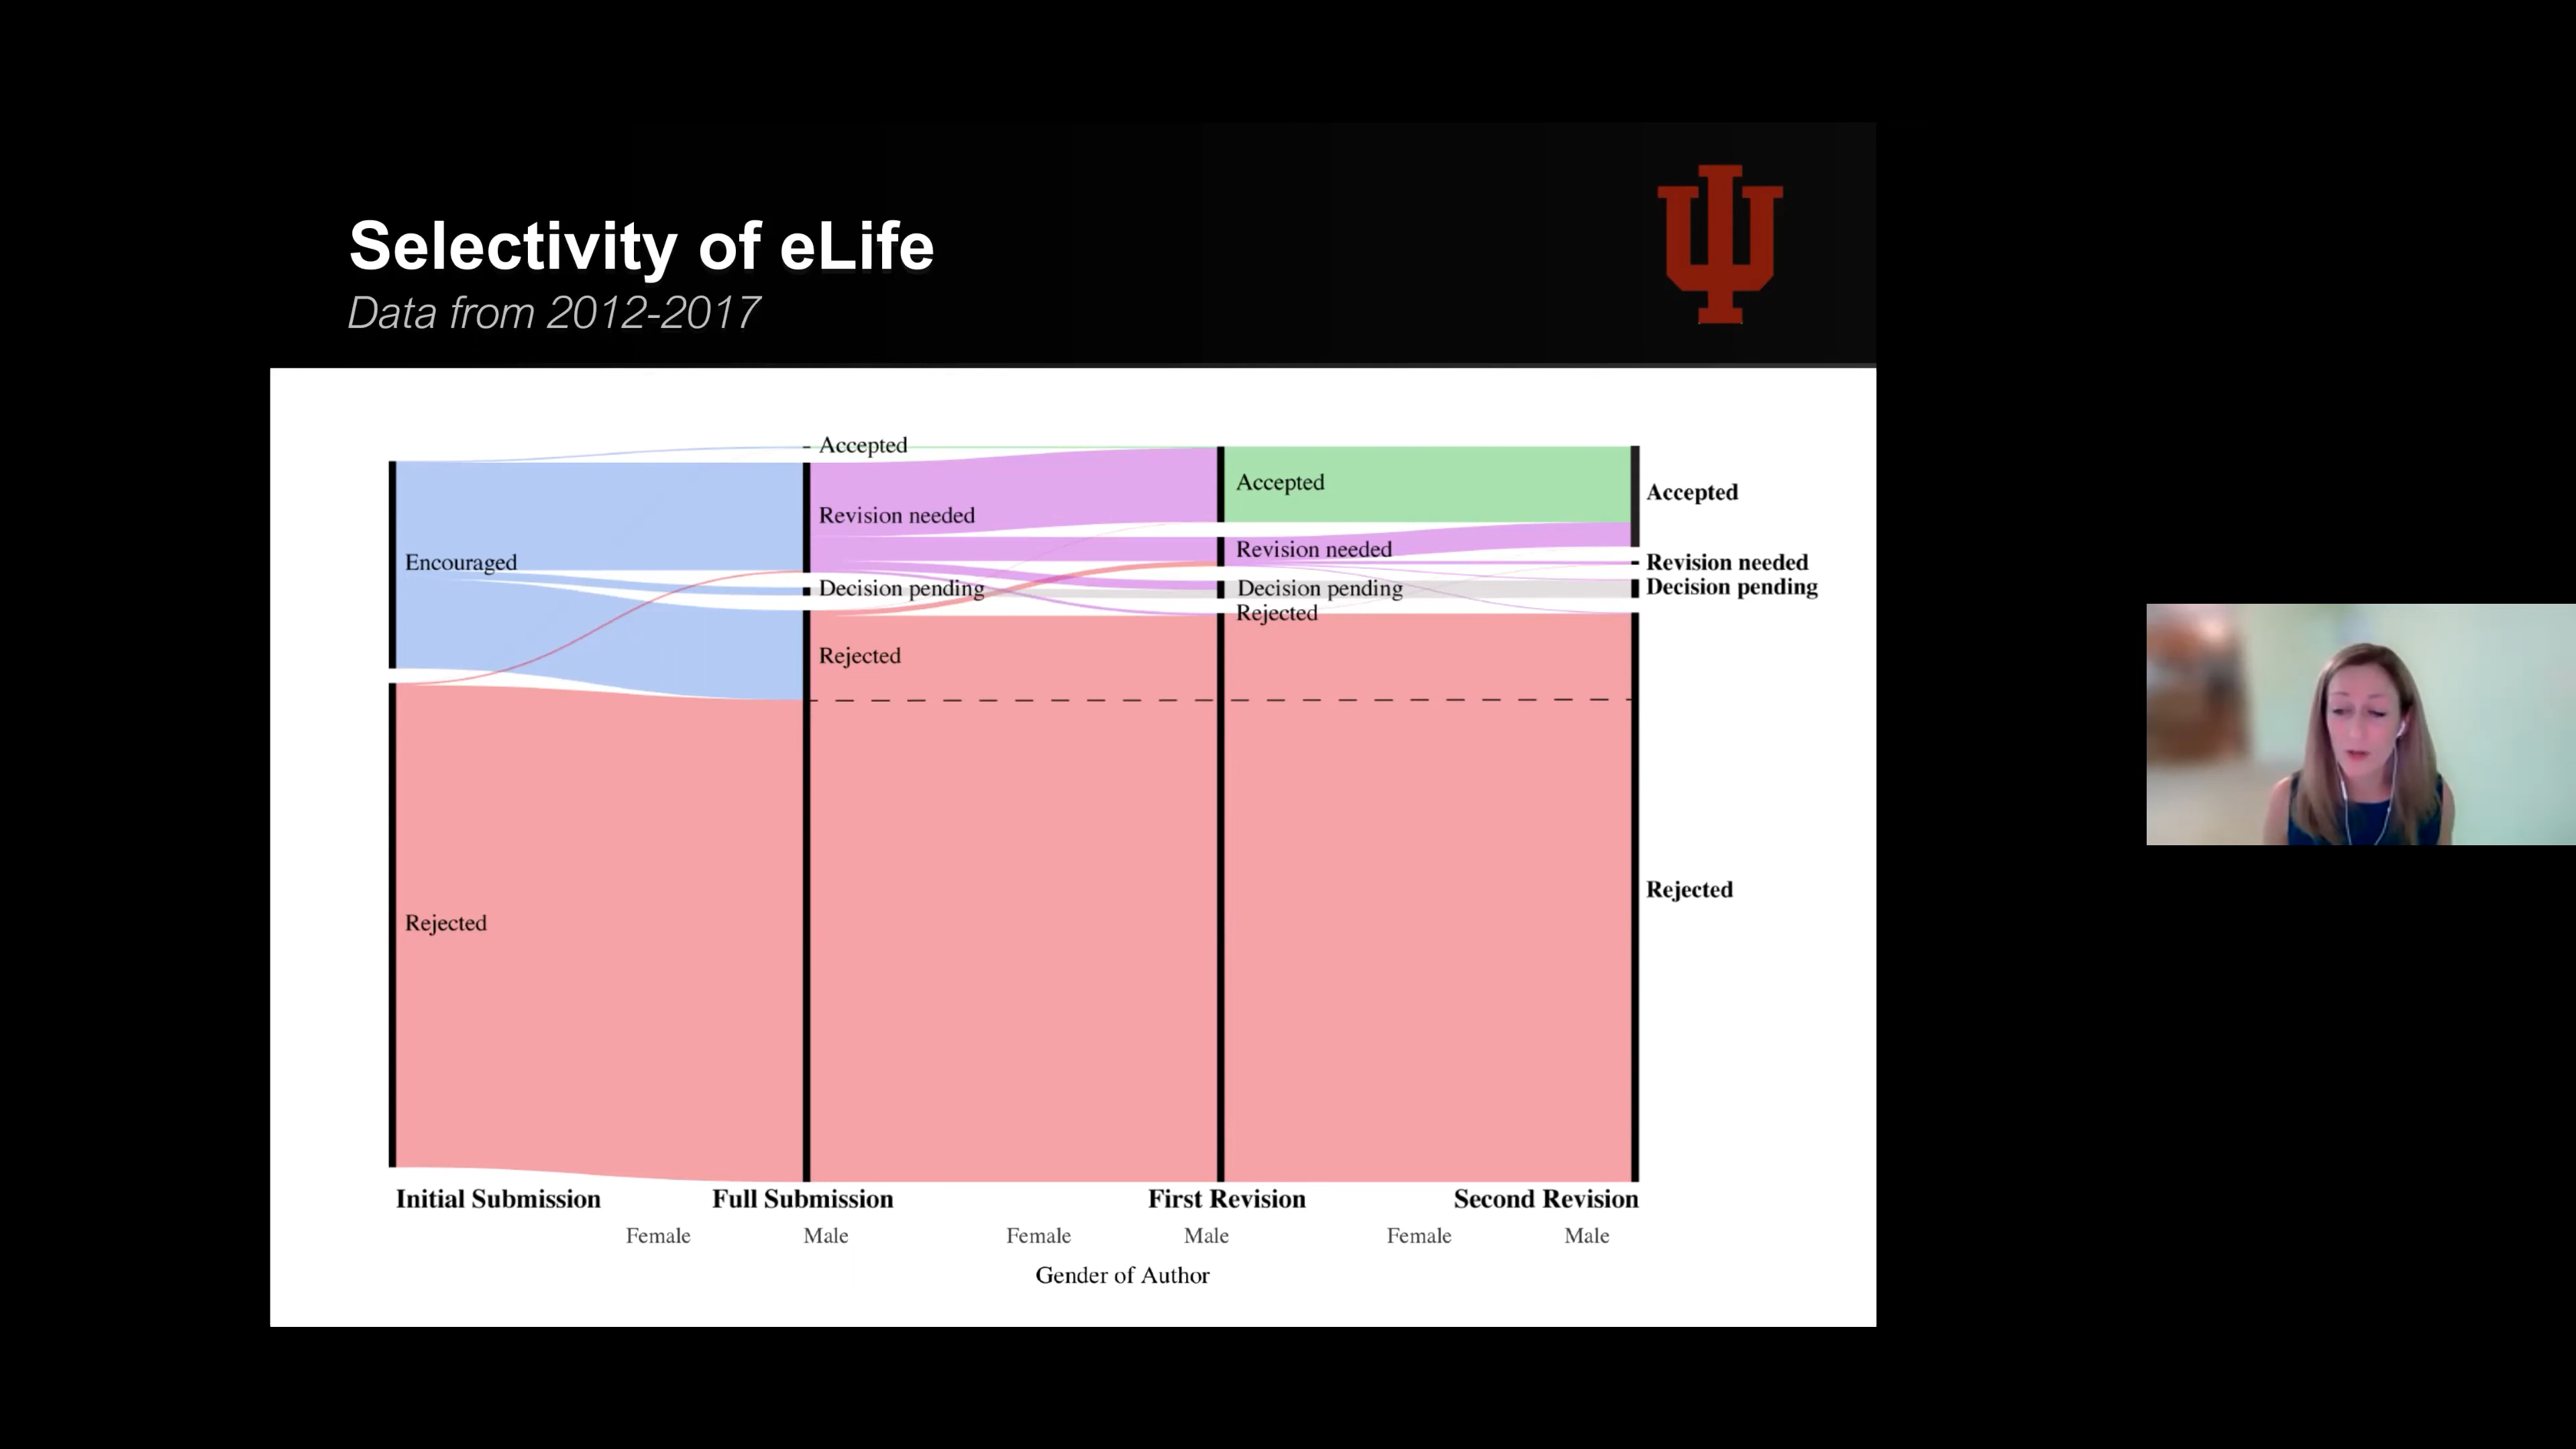 Selectivity of eLife
Data from 2012-2017
Accepted
Revision needed
Encouraged
Decision pending
Rejected
Rejected
Accepted
Revision needed
Decision pending
Rejected
Accepted
Revision needed
Decision pending
Rejected
Initial Submission Full Submission First Revision Second Revision
Female Male Female Male Female Male
Gender of Author